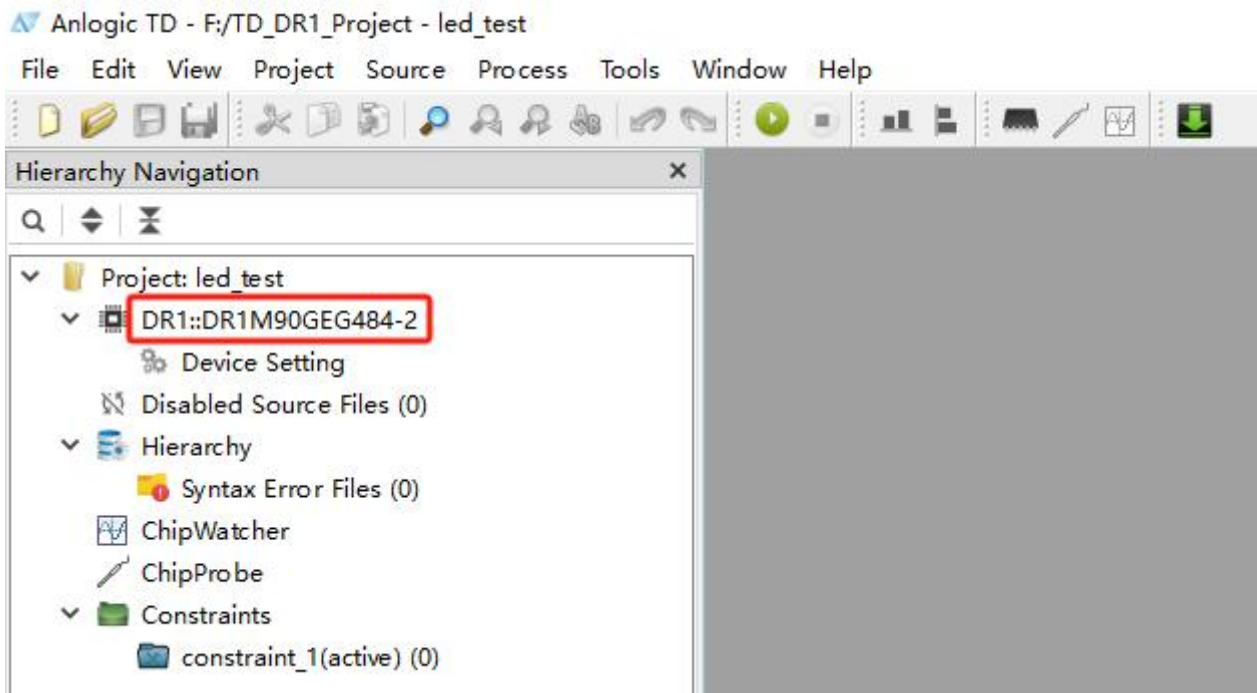 Anlogic TD - F:/TD_DR1_Project - led_test
File Edit View Project Source Process Tools Window Help
Hierarchy Navigation
Project: led_test
DR1::DR1M90GEG484-2
Device Setting
Disabled Source Files (0)
Hierarchy
Syntax Error Files (0)
ChipWatcher
ChipProbe
Constraints
constraint_1(active) (0)